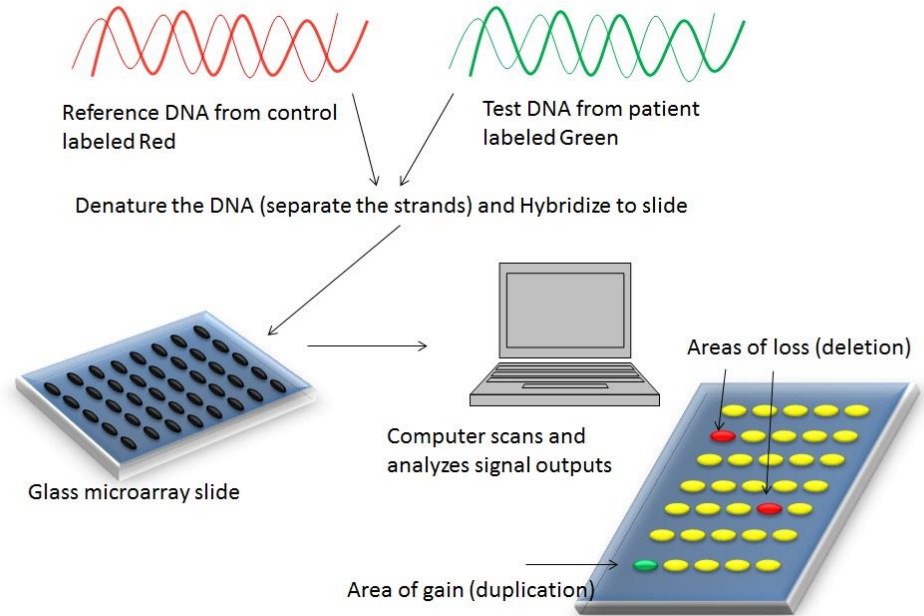 Reference DNA from control
labeled Red
Test DNA from patient
labeled Green
Denature the DNA (separate the strands) and Hybridize to slide
Glass microarray slide
Computer scans and
analyzes signal outputs
Areas of loss (deletion)
Area of gain (duplication)